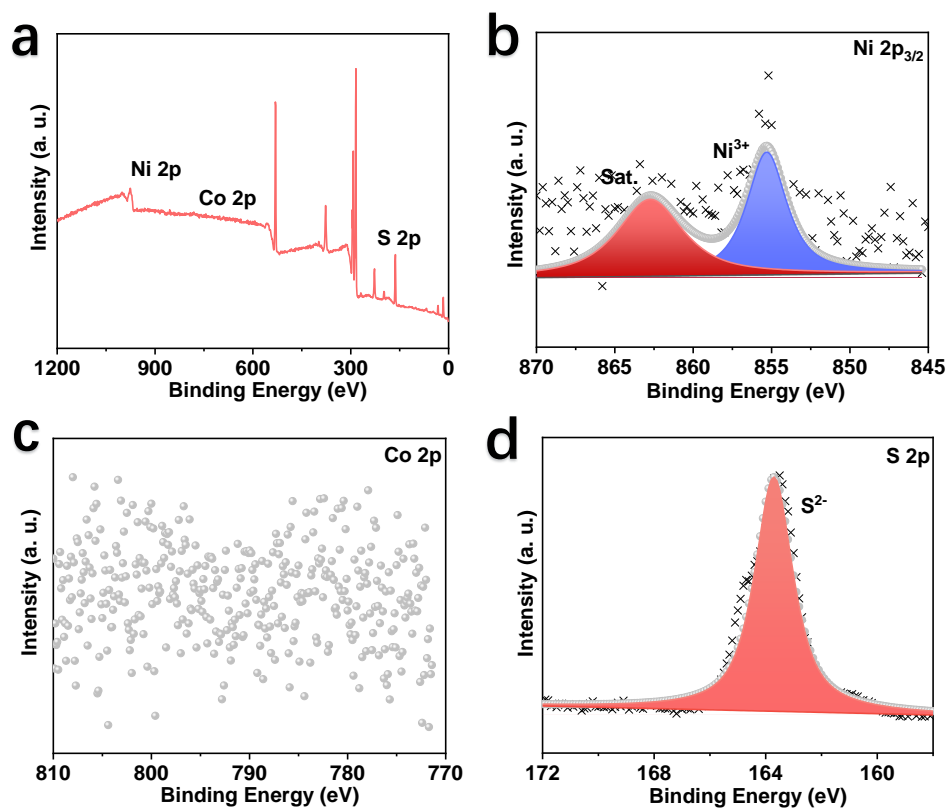 a
Intensity (a. u.)
Ni 2p
Co 2p
S 2p
1200 900 600 300 0
Binding Energy (eV)
b
Ni 2p3/2
Intensity (a. u.)
Ni3+
Sat.
870 865 860 855 850 845
Binding Energy (eV)
c
Co 2p
Intensity (a. u.)
810 800 790 780 770
Binding Energy (eV)
d
S 2p
Intensity (a. u.)
S2-
172 168 164 160
Binding Energy (eV)